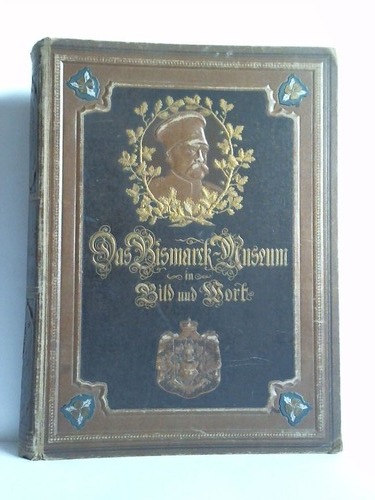 Das Bismarck-Museum
in
Bild und Wort